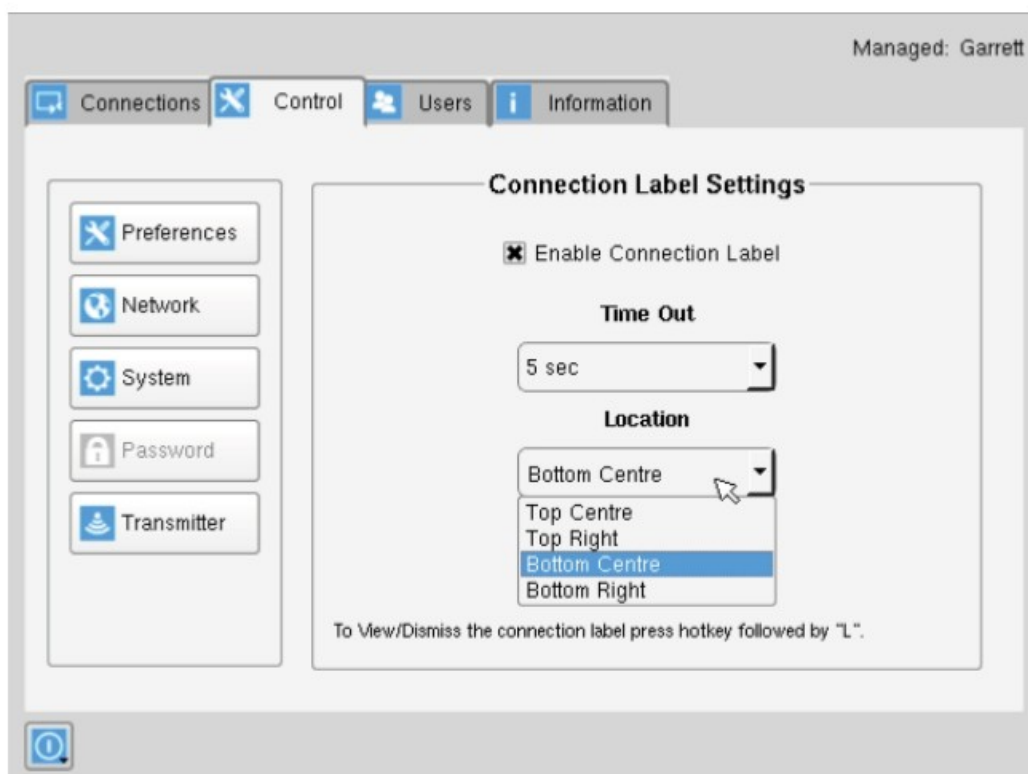 Managed: Garrett
Connections Control Users Information
Connection Label Settings
Preferences
Network
System
Password
Transmitter
Enable Connection Label
Time Out
5 sec
Location
Bottom Centre
Top Centre
Top Right
Bottom Centre
Bottom Right
To View/Dismiss the connection label press hotkey followed by "L".